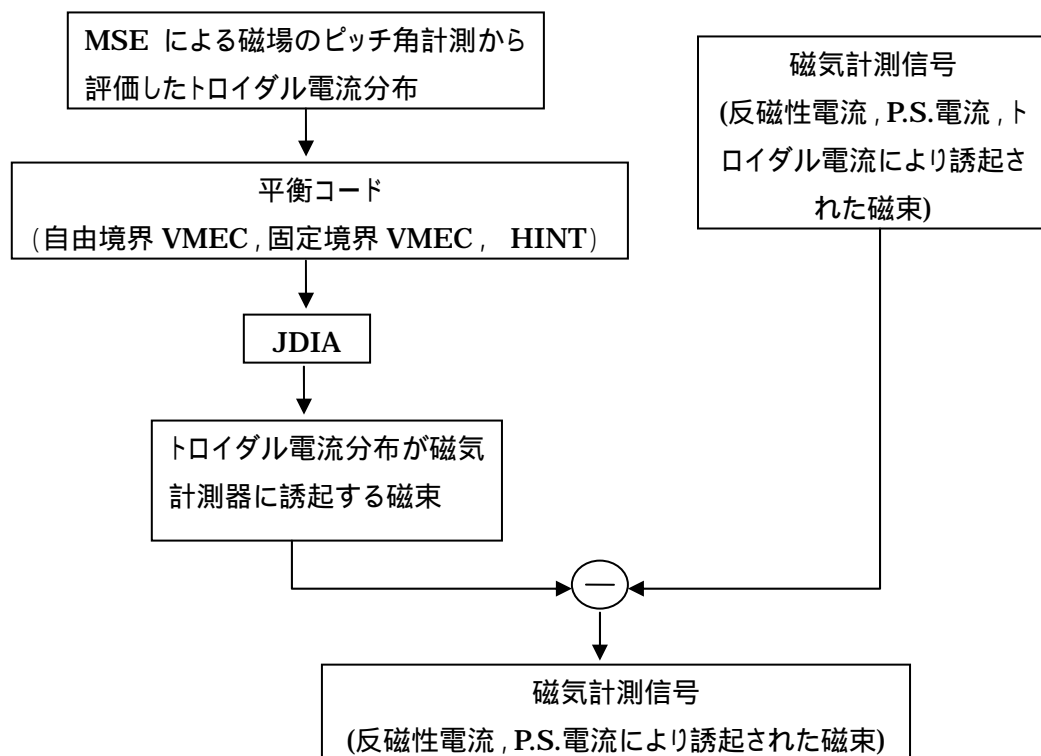 MSE による磁場のピッチ角計測から
評価したトロイダル電流分布
磁気計測信号
(反磁性電流,P.S.電流,ト
ロイダル電流により誘起さ
れた磁束)
平衡コード
(自由境界 VMEC,固定境界 VMEC, HINT)
JDIA
トロイダル電流分布が磁気
計測器に誘起する磁束
—
磁気計測信号
(反磁性電流,P.S.電流により誘起された磁束)